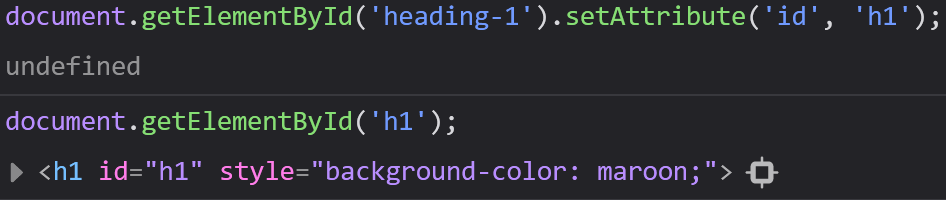 document.getElementById('heading-1').setAttribute('id', 'h1');
undefined
document.getElementById('h1');
<h1 id="h1" style="background-color: maroon;">